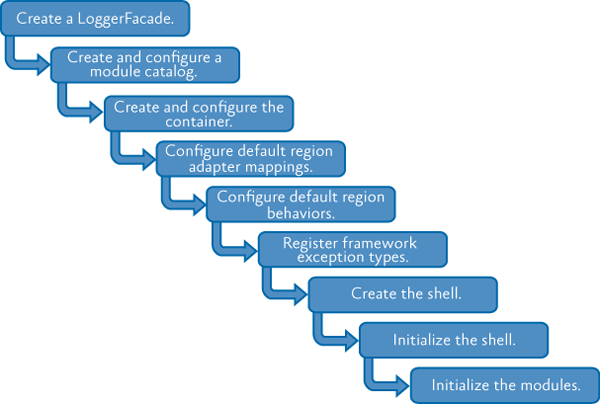 Create a LoggerFacade.
Create and configure a
module catalog.
Create and configure the
container.
Configure default region
adapter mappings.
Configure default region
behaviors.
Register framework
exception types.
Create the shell.
Initialize the shell.
Initialize the modules.